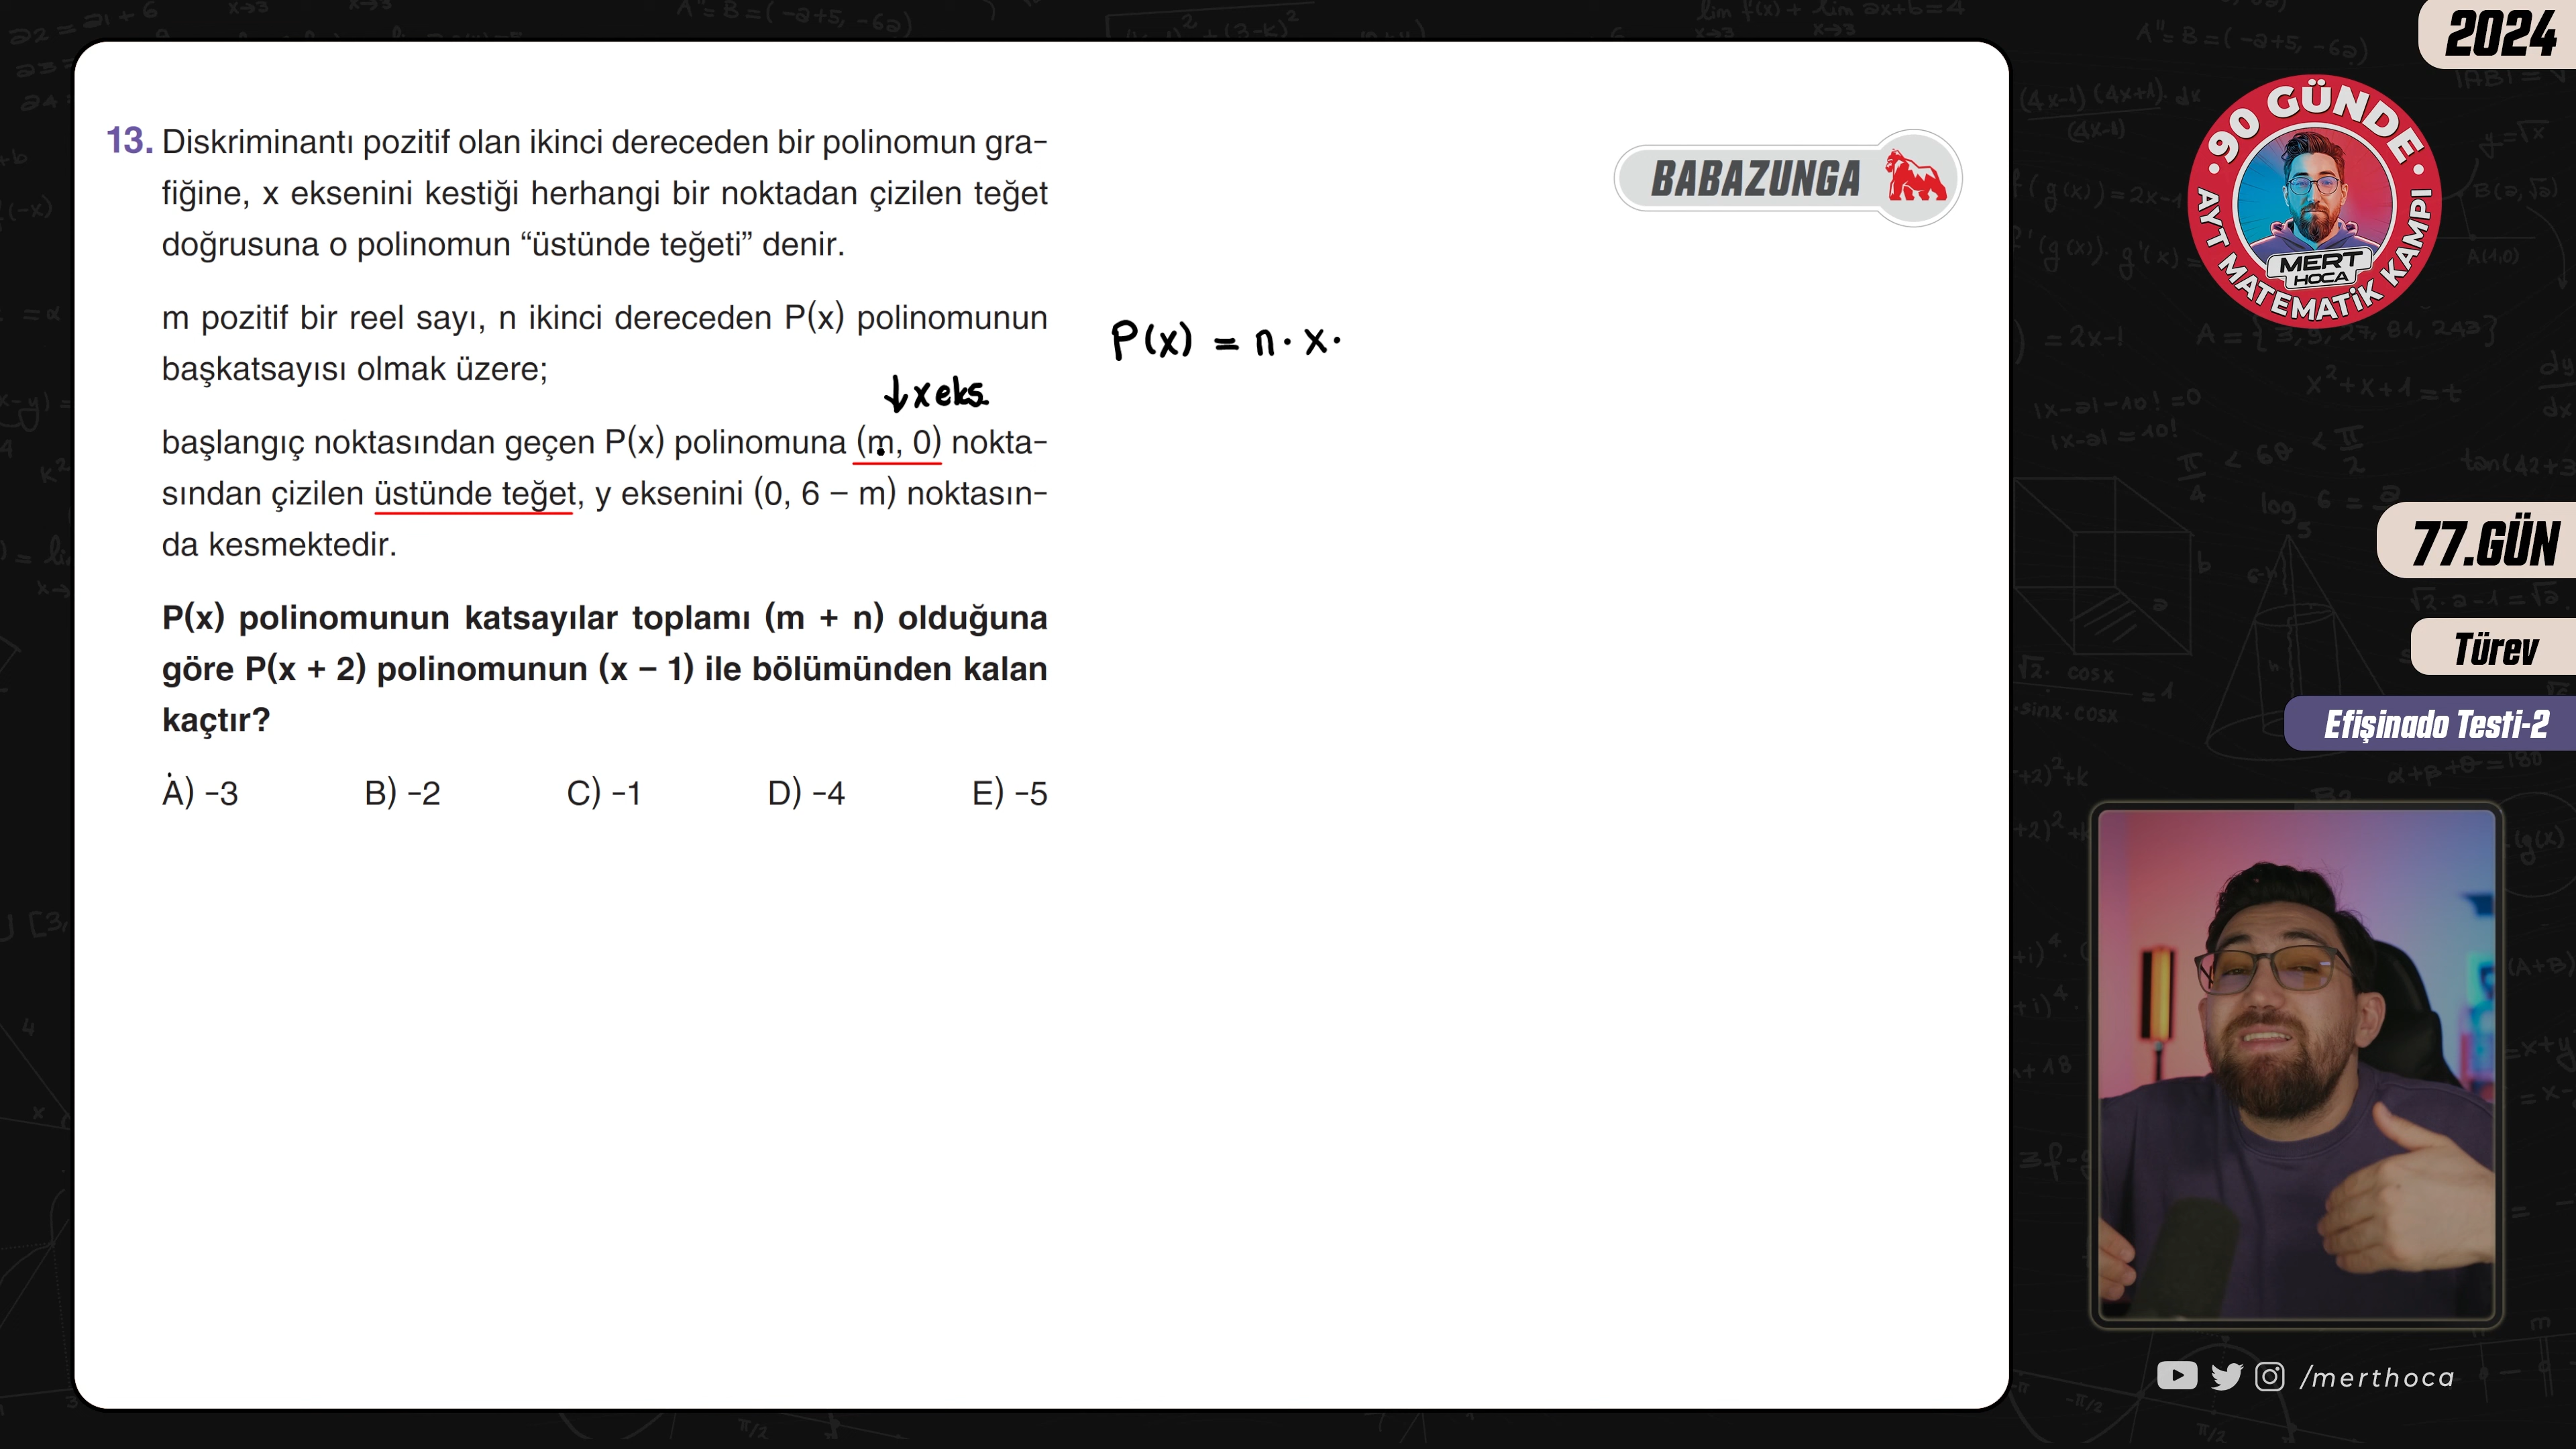 2024
90 GÜNDE
AYT MATEMATİK KAMPI
MERT
HOCA
BABAZUNGA
13. Diskriminantı pozitif olan ikinci dereceden bir polinomun gra-
fiğine, x eksenini kestiği herhangi bir noktadan çizilen teğet
doğrusuna o polinomun “üstünde teğeti” denir.
m pozitif bir reel sayı, n ikinci dereceden P(x) polinomunun
başkatsayısı olmak üzere;
P(x) = n· x·
↓ x eks.
başlangıç noktasından geçen P(x) polinomuna (m, 0) nokta-
sından çizilen üstünde teğet, y eksenini (0, 6 – m) noktasın-
da kesmektedir.
P(x) polinomunun katsayılar toplamı (m + n) olduğuna
göre P(x + 2) polinomunun (x – 1) ile bölümünden kalan
kaçtır?
A) –3 B) –2 C) –1 D) –4 E) –5
77.GÜN
Türev
Efişinado Testi-2
/merthoca